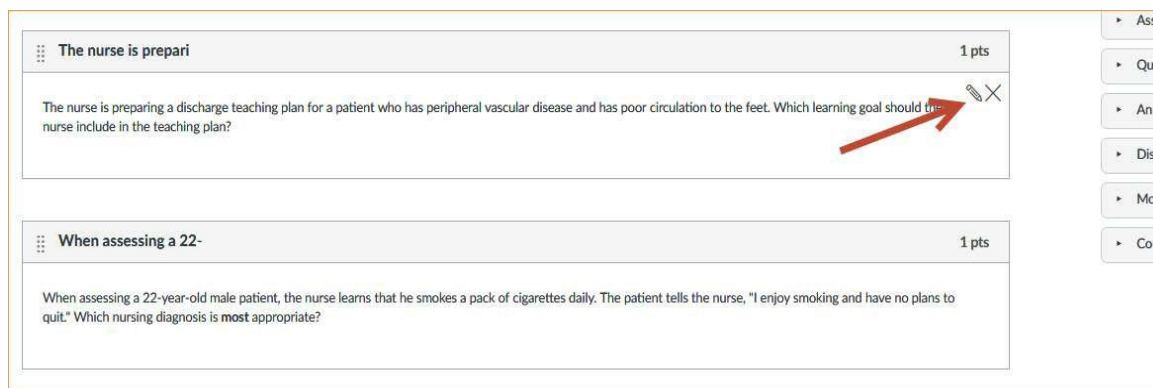 The nurse is prepari
1 pts
The nurse is preparing a discharge teaching plan for a patient who has peripheral vascular disease and has poor circulation to the feet. Which learning goal should the
nurse include in the teaching plan?
When assessing a 22-
1 pts
When assessing a 22-year-old male patient, the nurse learns that he smokes a pack of cigarettes daily. The patient tells the nurse, "I enjoy smoking and have no plans to
quit." Which nursing diagnosis is most appropriate?
Ass
Qu
An
Dis
Mo
Co